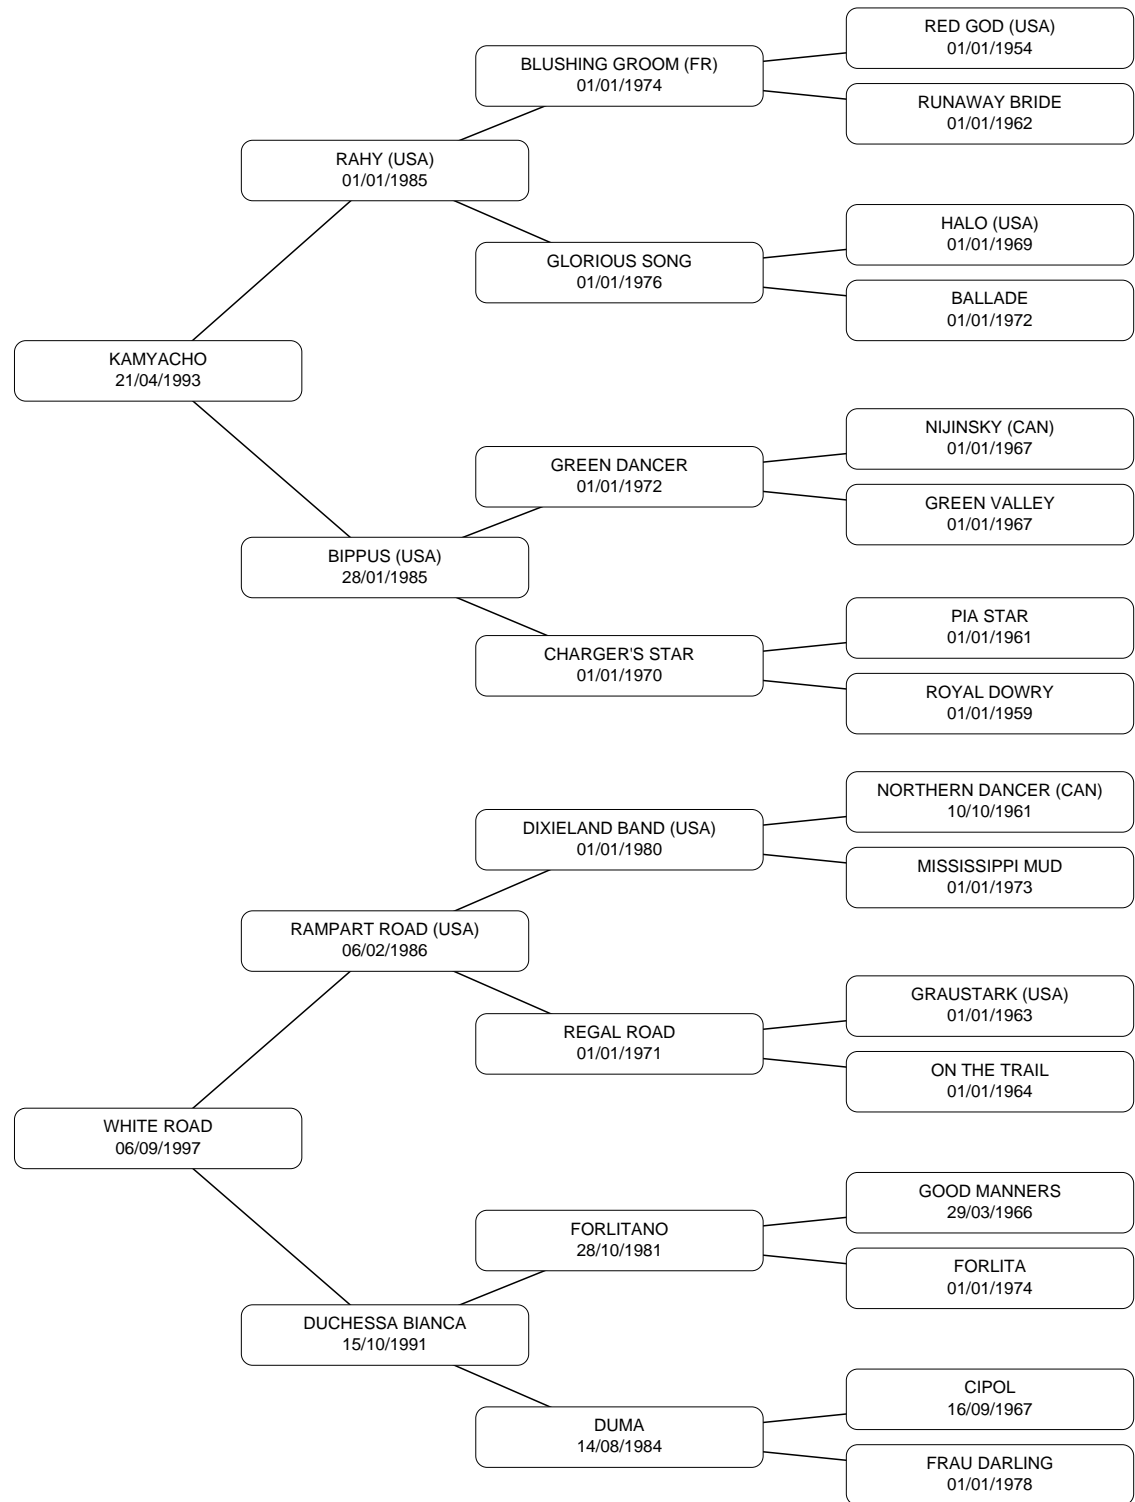 RED GOD (USA)
01/01/1954
BLUSHING GROOM (FR)
01/01/1974
RUNAWAY BRIDE
01/01/1962
RAHY (USA)
01/01/1985
HALO (USA)
01/01/1969
GLORIOUS SONG
01/01/1976
BALLADE
01/01/1972
KAMYACHO
21/04/1993
NIJINSKY (CAN)
01/01/1967
GREEN DANCER
01/01/1972
GREEN VALLEY
01/01/1967
BIPPUS (USA)
28/01/1985
PIA STAR
01/01/1961
CHARGER'S STAR
01/01/1970
ROYAL DOWRY
01/01/1959
NORTHERN DANCER (CAN)
10/10/1961
DIXIELAND BAND (USA)
01/01/1980
MISSISSIPPI MUD
01/01/1973
RAMPART ROAD (USA)
06/02/1986
GRAUSTARK (USA)
01/01/1963
REGAL ROAD
01/01/1971
ON THE TRAIL
01/01/1964
WHITE ROAD
06/09/1997
GOOD MANNERS
29/03/1966
FORLITANO
28/10/1981
FORLITA
01/01/1974
DUCHESSA BIANCA
15/10/1991
CIPOL
16/09/1967
DUMA
14/08/1984
FRAU DARLING
01/01/1978